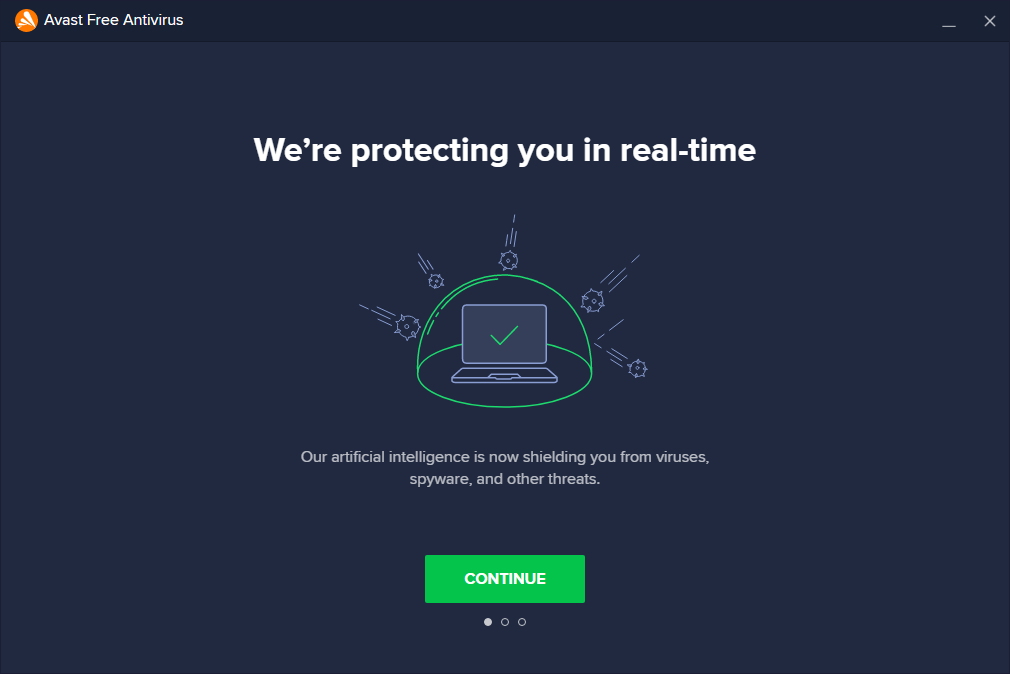 Avast Free Antivirus
We’re protecting you in real-time
Our artificial intelligence is now shielding you from viruses,
spyware, and other threats.
CONTINUE